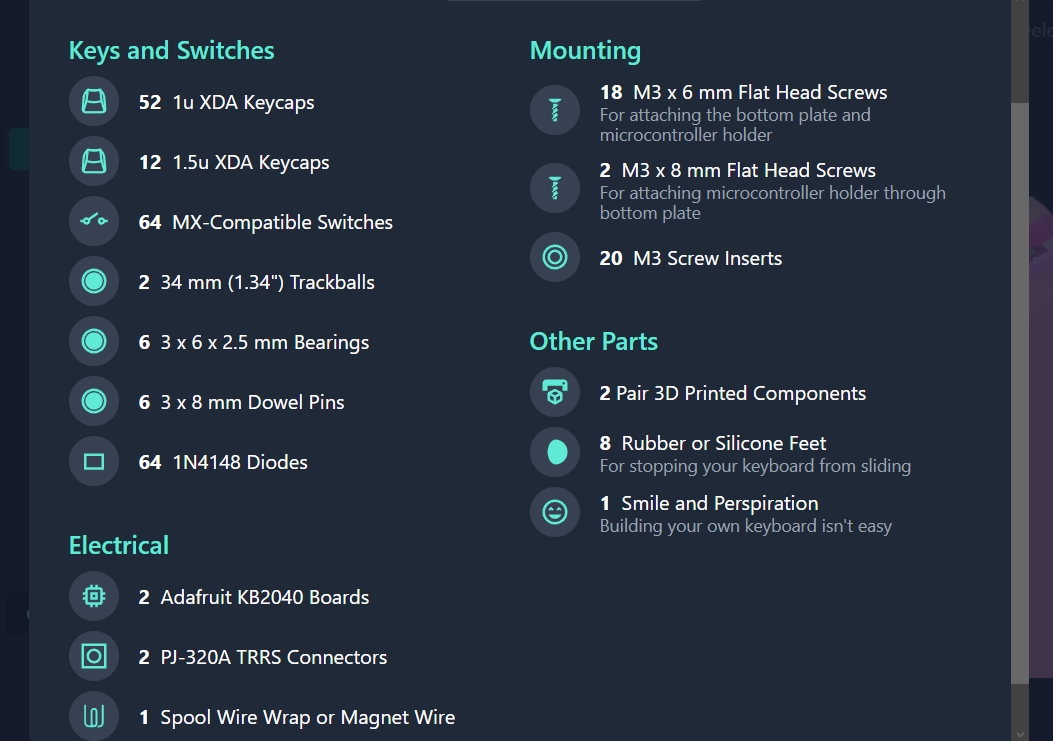 Keys and Switches
52 1u XDA Keycaps
12 1.5u XDA Keycaps
64 MX-Compatible Switches
2 34 mm (1.34") Trackballs
6 3 x 6 x 2.5 mm Bearings
6 3 x 8 mm Dowel Pins
64 1N4148 Diodes
Electrical
2 Adafruit KB2040 Boards
2 PJ-320A TRRS Connectors
1 Spool Wire Wrap or Magnet Wire
Mounting
18 M3 x 6 mm Flat Head Screws
For attaching the bottom plate and
microcontroller holder
2 M3 x 8 mm Flat Head Screws
For attaching microcontroller holder through
bottom plate
20 M3 Screw Inserts
Other Parts
2 Pair 3D Printed Components
8 Rubber or Silicone Feet
For stopping your keyboard from sliding
1 Smile and Perspiration
Building your own keyboard isn't easy